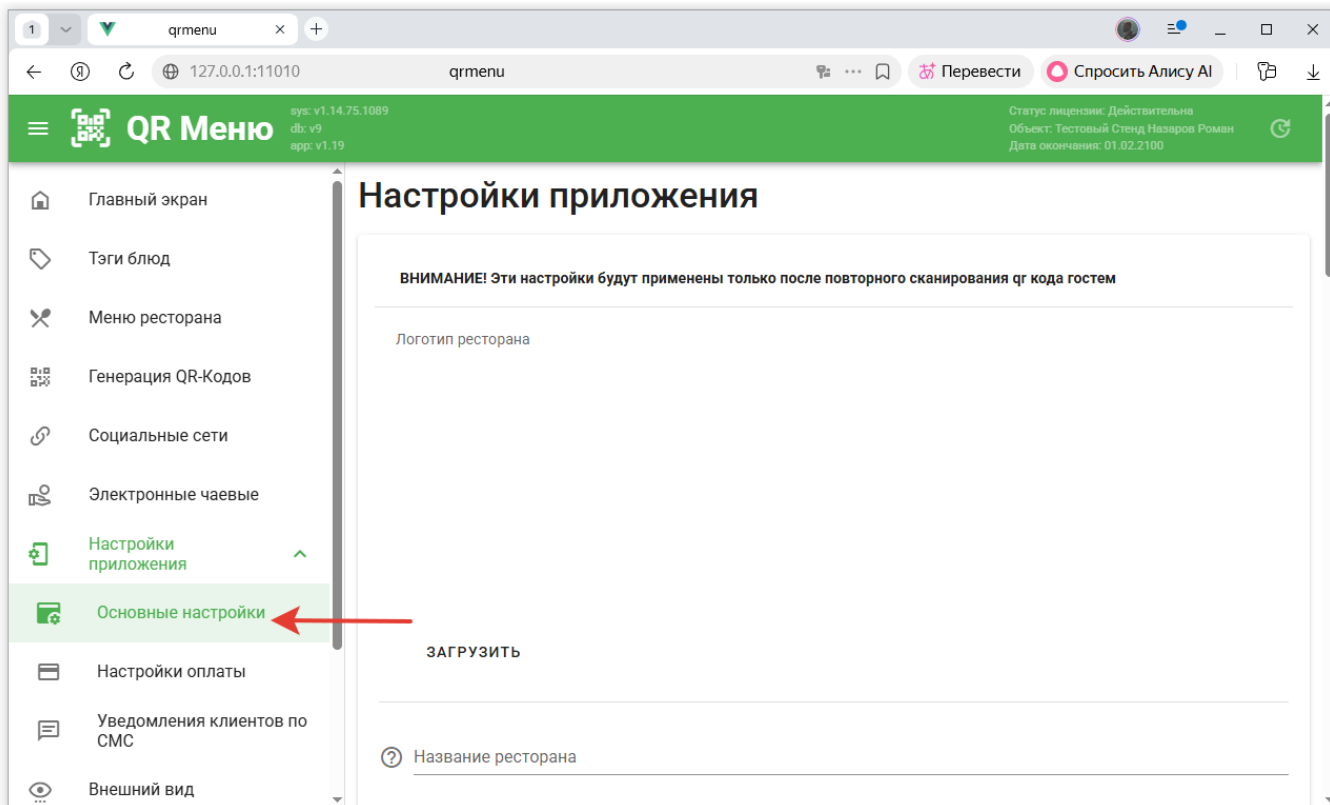 1
qrmenu
127.0.0.1:11010
qrmenu
Перевести
Спросить Алису AI
QR Меню
sys: v1.14.75.1089
db: v9
app: v1.19
Статус лицензии: Действительна
Объект: Тестовый Стенд Назаров Роман
Дата окончания: 01.02.2100
Главный экран
Тэги блюд
Меню ресторана
Генерация QR-Кодов
Социальные сети
Электронные чаевые
Настройки
приложения
Основные настройки
Настройки оплаты
Уведомления клиентов по
СМС
Внешний вид
Настройки приложения
ВНИМАНИЕ! Эти настройки будут применены только после повторного сканирования qr кода гостем
Логотип ресторана
ЗАГРУЗИТЬ
Название ресторана